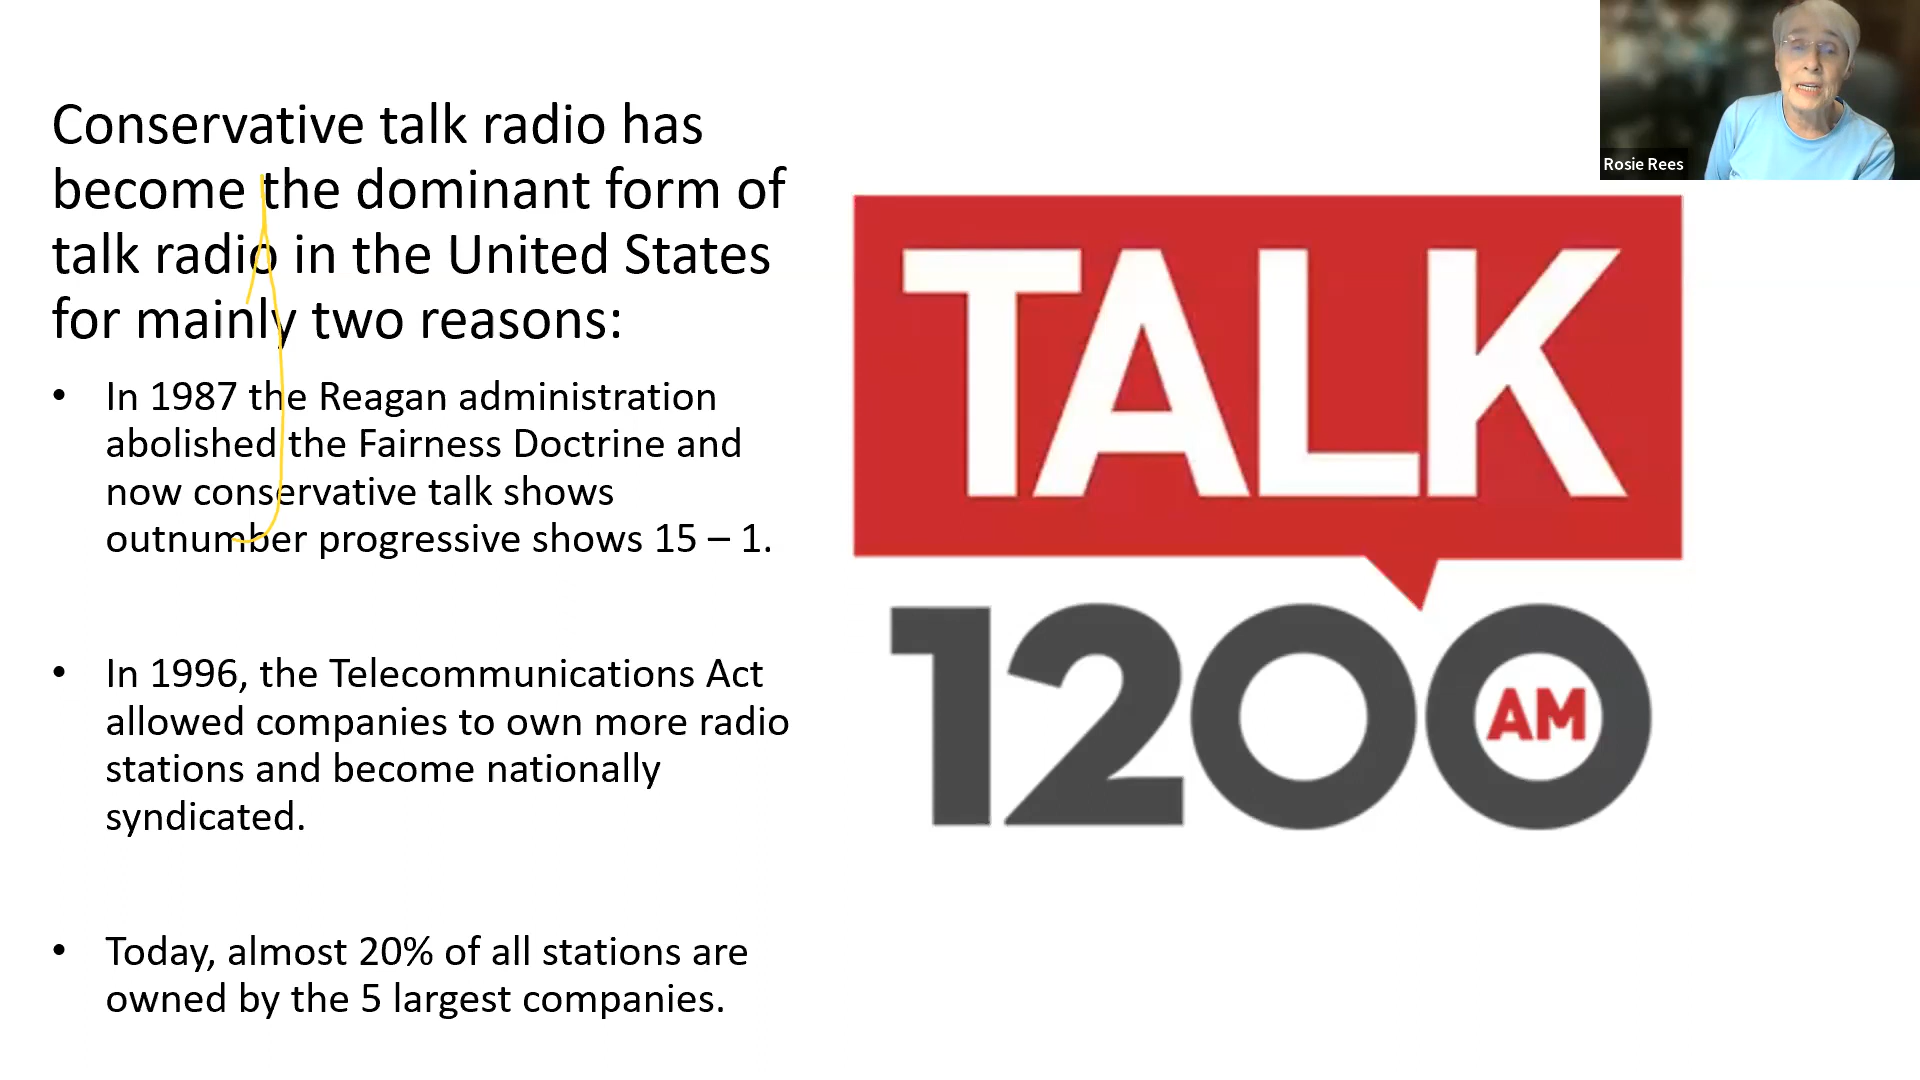 Conservative talk radio has
become the dominant form of
talk radio in the United States
for mainly two reasons:
• In 1987 the Reagan administration
abolished the Fairness Doctrine and
now conservative talk shows
outnumber progressive shows 15 – 1.
• In 1996, the Telecommunications Act
allowed companies to own more radio
stations and become nationally
syndicated.
• Today, almost 20% of all stations are
owned by the 5 largest companies.
TALK
1200
AM
Rosie Rees